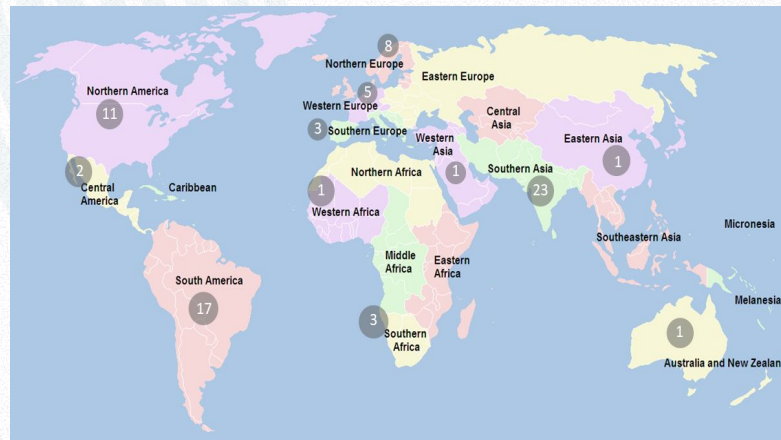 8
Northern Europe
Eastern Europe
Northern America
5
11
Western Europe
Central
Asia
3
Southern Europe
Western
Asia
Eastern Asia
1
2
Northern Africa
1
Southern Asia
Central
America
Caribbean
1
23
Western Africa
Micronesia
Southeastern Asia
Middle
Africa
Eastern
Africa
South America
Melanesia
17
3
1
Southern
Africa
Australia and New Zealan